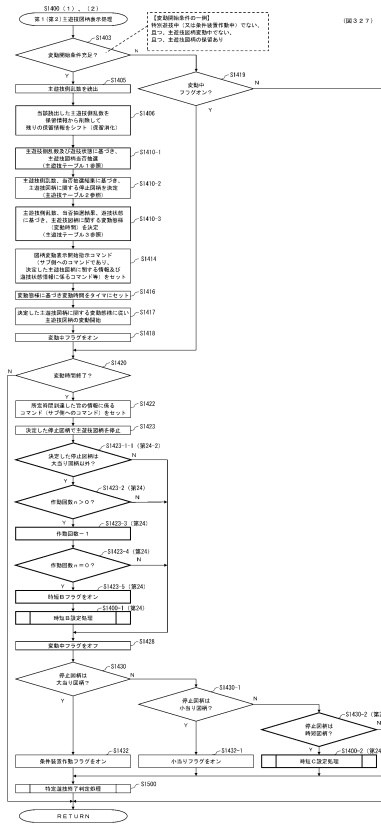 S1400 (1)、(2)
第1(第2)主遊技図柄表示処理
【変動開始条件の一例】
特別遊技中(又は条件装置作動中)でない、
且つ、主遊技図柄変動中でない、
且つ、主遊技図柄の保留あり
(図327)
S1403
変動開始条件充足?
N
Y
S1419
変動中
フラグオン?
N
Y
S1405
主遊技側乱数を読出
S1406
当該読出した主遊技側乱数を
保留情報から削除して
残りの保留情報をシフト(保留消化)
S1410-1
主遊技側乱数及び遊技状態に基づき、
主遊技図柄当否抽選
(主遊技テーブル1参照)
S1410-2
主遊技側乱数、当否抽選結果に基づき、
主遊技図柄に関する停止図柄を決定
(主遊技テーブル2参照)
S1410-3
主遊技側乱数、当否抽選結果、遊技状態
に基づき、主遊技図柄に関する変動態様
(変動時間)を決定
(主遊技テーブル3参照)
S1414
図柄変動表示開始指示コマンド
(サブ側へのコマンドであり、
決定した主遊技図柄に関する情報及び
遊技状態情報に係るコマンド等)をセット
S1416
変動態様に基づき変動時間をタイマにセット
S1417
決定した主遊技図柄に関する変動態様に従い
主遊技図柄の変動開始
S1418
変動中フラグをオン
S1420
変動時間終了?
N
Y
S1422
所定時間到達した旨の情報に係る
コマンド(サブ側へのコマンド)をセット
S1423
決定した停止図柄で主遊技図柄を停止
S1423-1-1 (第24-2)
決定した停止図柄は
大当り図柄以外?
N
Y
S1423-2 (第24)
作動回数n>0?
N
Y
S1423-3 (第24)
作動回数-1
S1423-4 (第24)
作動回数n=0?
N
Y
S1423-5 (第24)
時短Bフラグをオン
S1400-1 (第24)
時短B設定処理
S1428
変動中フラグをオフ
S1430
停止図柄は
大当り図柄?
N
Y
S1430-1
停止図柄は
小当り図柄?
N
Y
S1430-2 (第2
停止図柄は
時短図柄?
Y
S1432
条件装置作動フラグをオン
S1432-1
小当りフラグをオン
S1400-2 (第24
時短C設定処理
S1500
特定遊技終了判定処理
RETURN